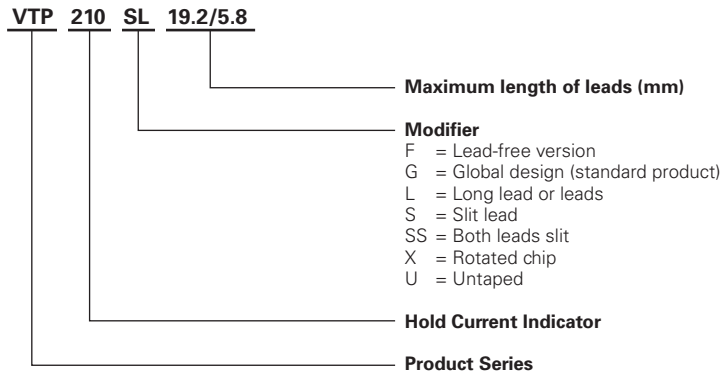 VTP 210 SL 19.2/5.8
Maximum length of leads (mm)
Modifier
F = Lead-free version
G = Global design (standard product)
L = Long lead or leads
S = Slit lead
SS = Both leads slit
X = Rotated chip
U = Untaped
Hold Current Indicator
Product Series